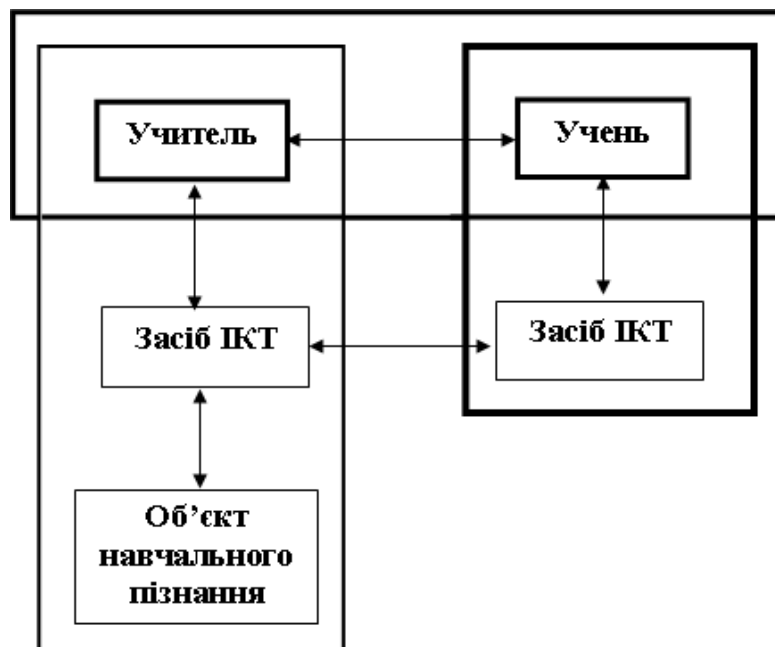 Учитель
Учень
Засіб ІКТ
Засіб ІКТ
Об’єкт
навчального
пізнання